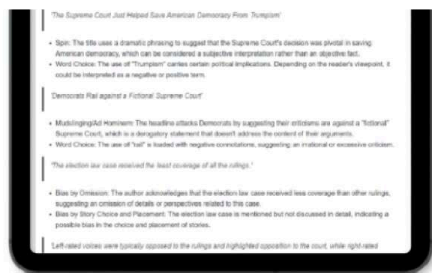 'The Supreme Court Just Helped Save American Democracy From Trumpism'
• Spin: The title uses a dramatic phrasing to suggest that the Supreme Court's decision was pivotal in saving
American democracy, which can be considered a subjective interpretation rather than an objective fact.
• Word Choice: The use of "Trumpism" carries certain political implications. Depending on the reader's viewpoint, it
could be interpreted as a negative or positive term.
'Democrats Rail against a Fictional Supreme Court'
• Mudslinging/Ad Hominem: The headline attacks Democrats by suggesting their criticisms are against a "fictional"
Supreme Court, which is a derogatory statement that doesn't address the content of their arguments.
• Word Choice: The use of "rail" is loaded with negative connotations, suggesting an irrational or excessive criticism.
'The election law case received the least coverage of all the rulings.'
• Bias by Omission: The author acknowledges that the election law case received less coverage than other rulings,
suggesting an omission of details or perspectives related to this case.
• Bias by Story Choice and Placement: The election law case is mentioned but not discussed in detail, indicating a
possible bias in the choice and placement of stories.
'Left-rated voices were typically opposed to the rulings and highlighted opposition to the court, while right-rated